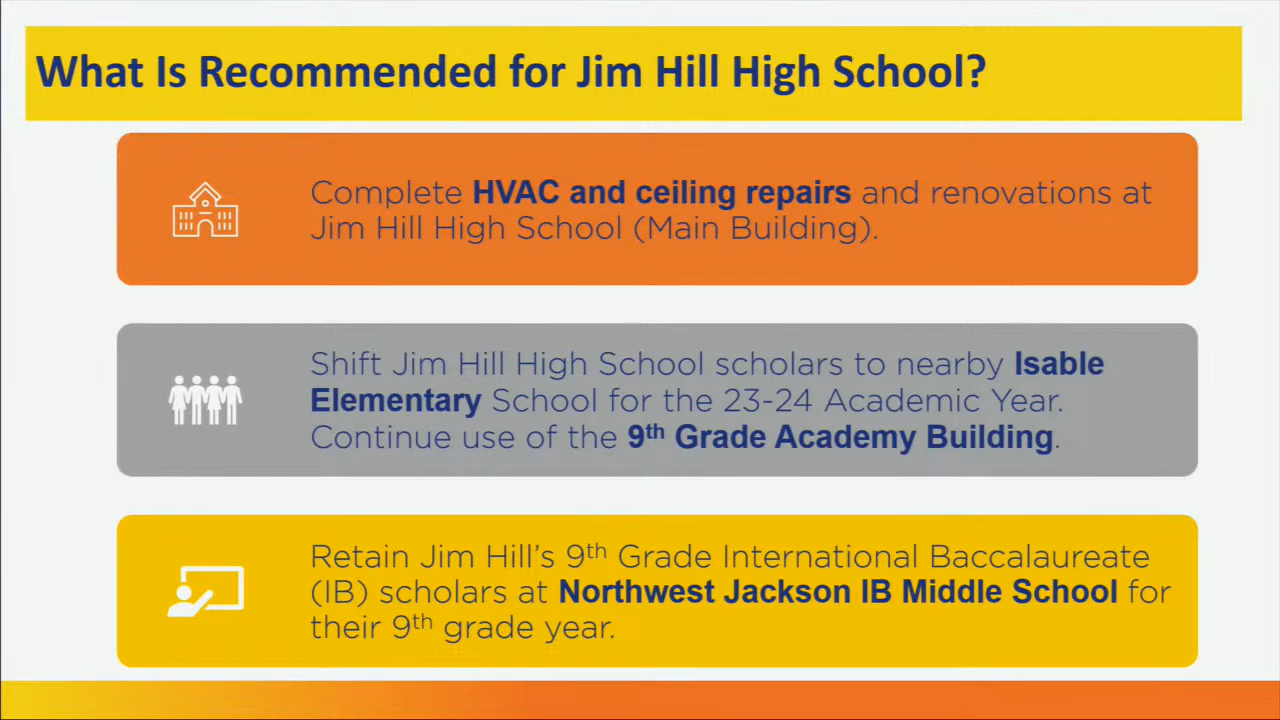 What Is Recommended for Jim Hill High School?
Complete HVAC and ceiling repairs and renovations at
Jim Hill High School (Main Building).
Shift Jim Hill High School scholars to nearby Isable
Elementary School for the 23-24 Academic Year.
Continue use of the 9th Grade Academy Building.
Retain Jim Hill’s 9th Grade International Baccalaureate
(IB) scholars at Northwest Jackson IB Middle School for
their 9th grade year.